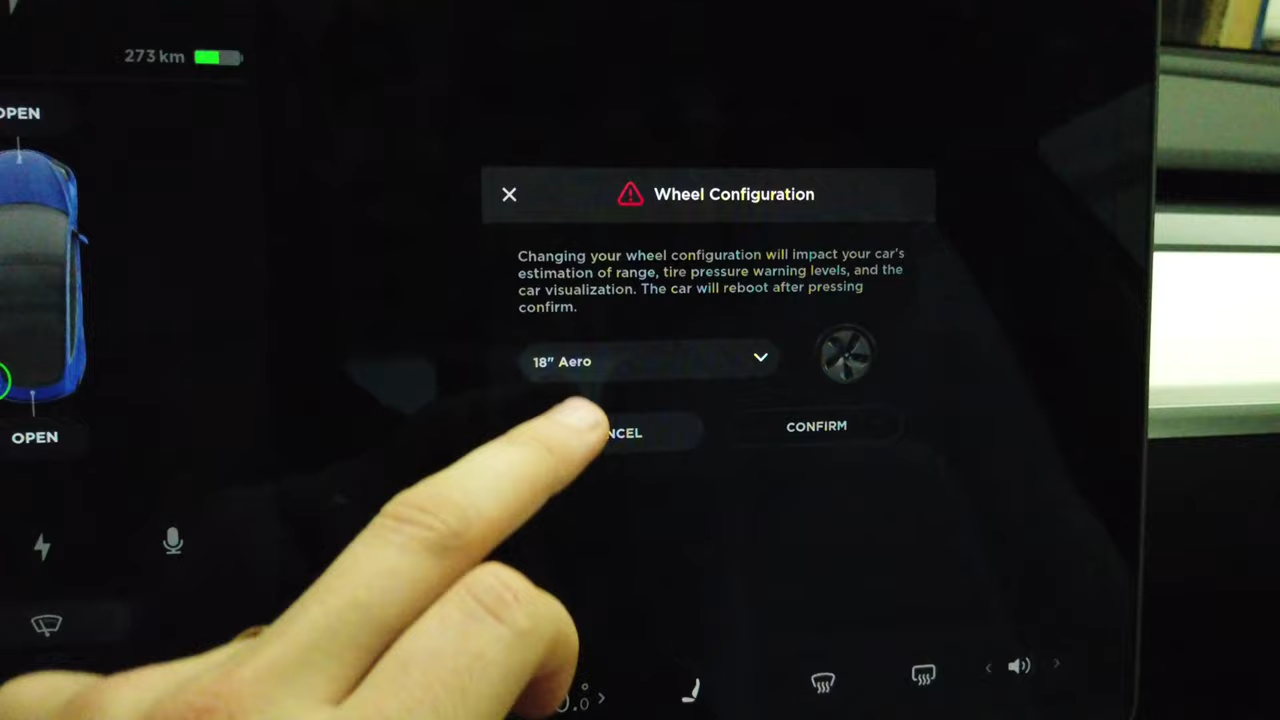 273 km
OPEN
Wheel Configuration
Changing your wheel configuration will impact your car's
estimation of range, tire pressure warning levels, and the
car visualization. The car will reboot after pressing
confirm.
18" Aero
CONFIRM
OPEN